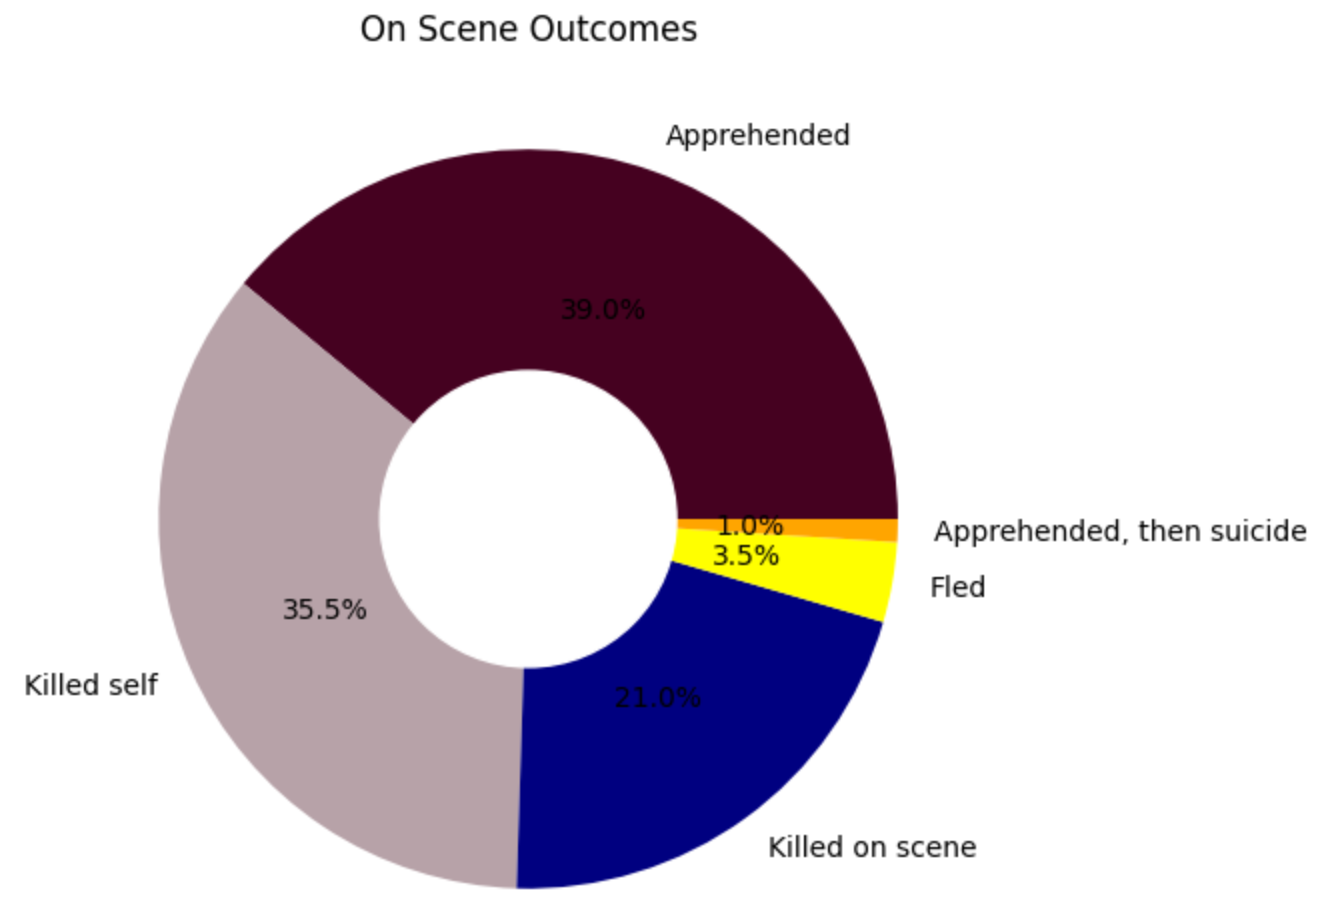 On Scene Outcomes
Apprehended
39.0%
1.0%
Apprehended, then suicide
3.5%
Fled
35.5%
Killed self
21.0%
Killed on scene